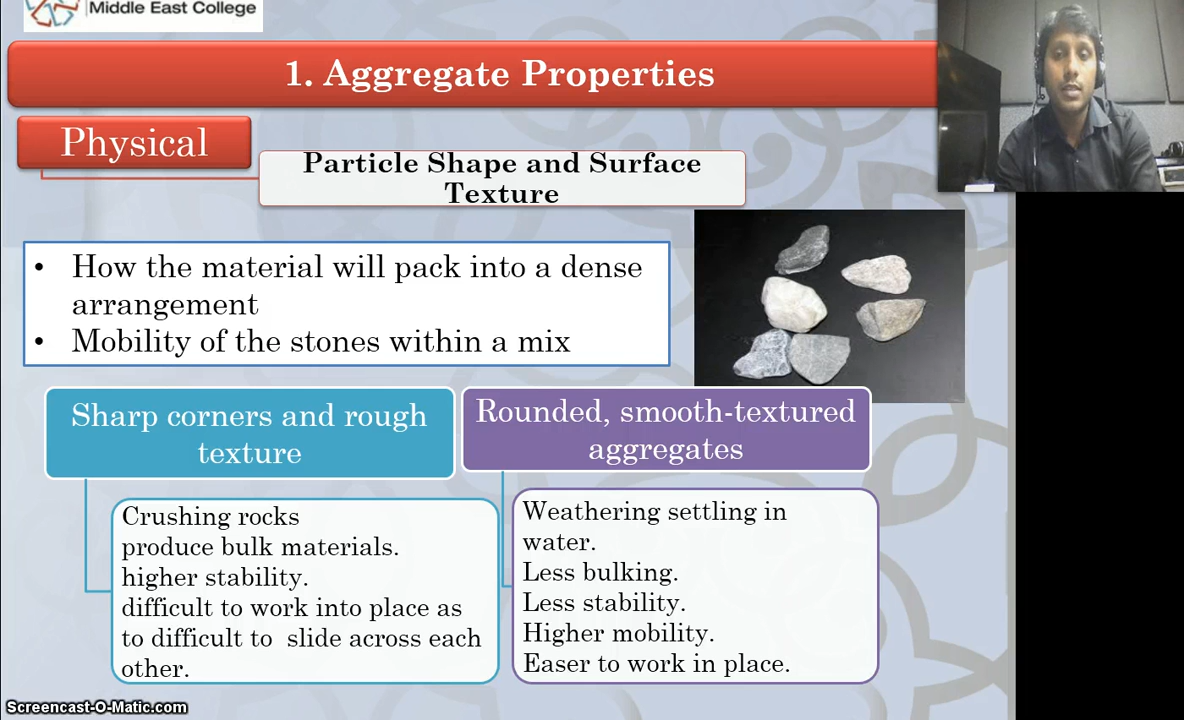 Middle East College
1. Aggregate Properties
Physical
Particle Shape and Surface
Texture
• How the material will pack into a dense
arrangement
• Mobility of the stones within a mix
Sharp corners and rough
texture
Rounded, smooth-textured
aggregates
Crushing rocks
produce bulk materials.
higher stability.
difficult to work into place as
to difficult to slide across each
other.
Weathering settling in
water.
Less bulking.
Less stability.
Higher mobility.
Easer to work in place.
Screencast-O-Matic.com